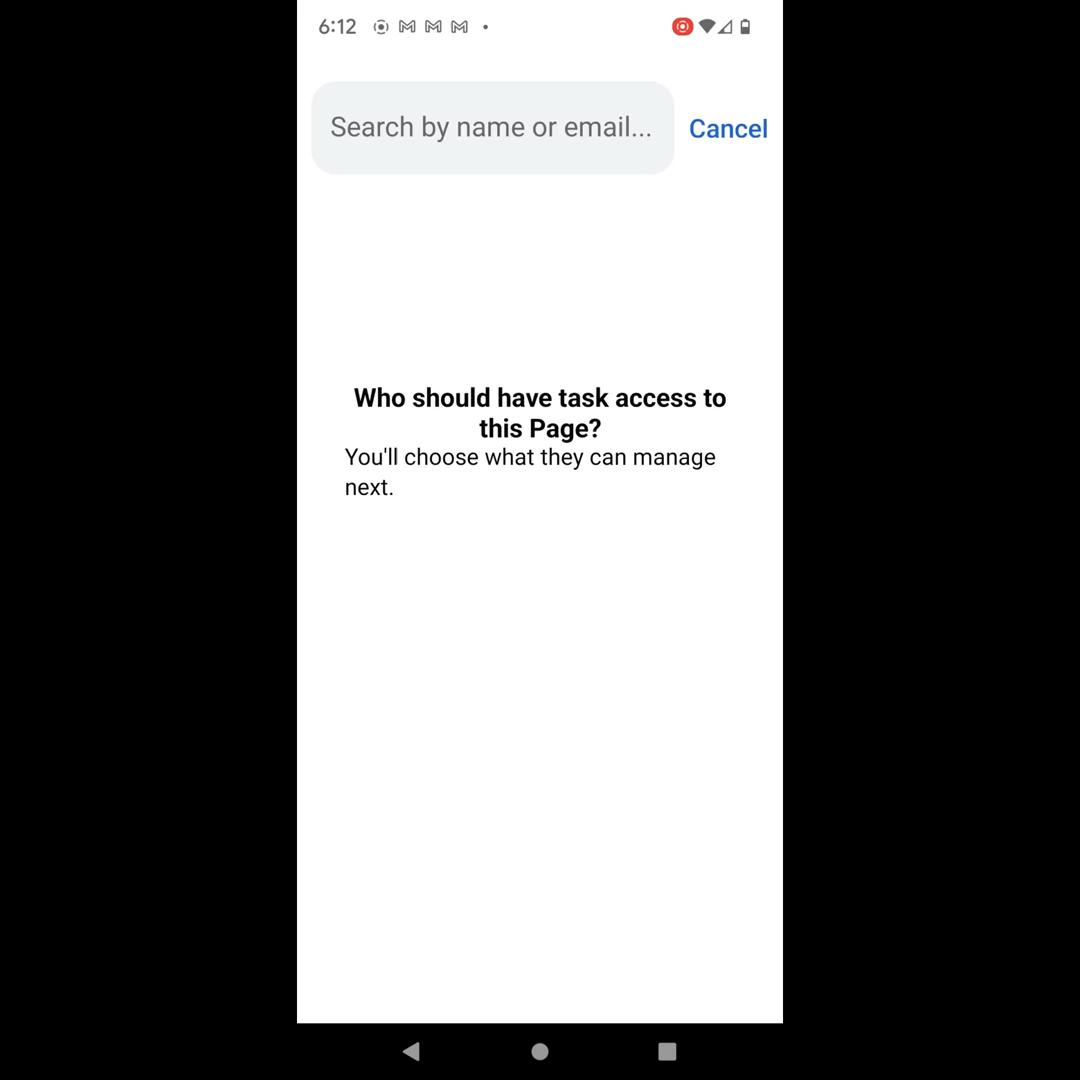 6:12
Search by name or email...
Cancel
Who should have task access to
this Page?
You'll choose what they can manage
next.